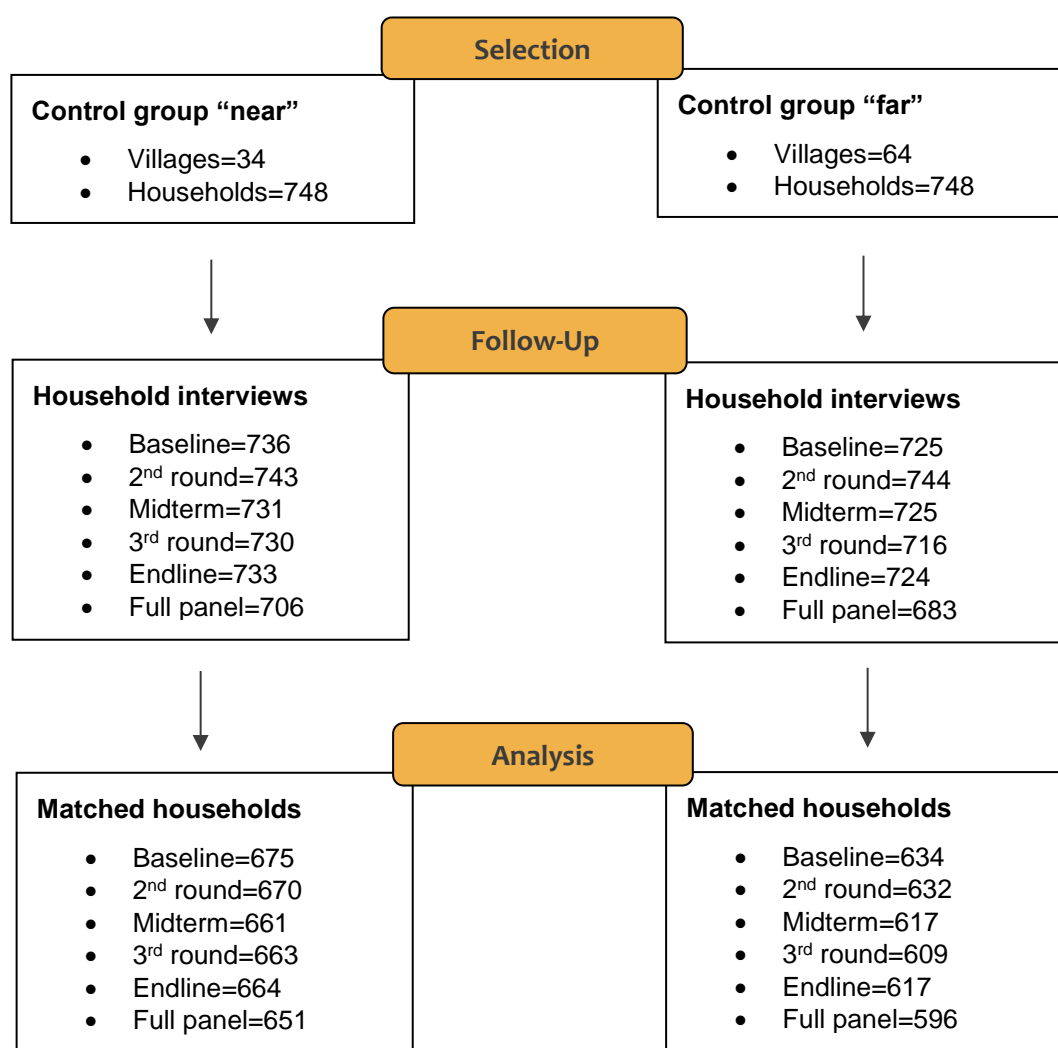 Selection
Control group “near”
• Villages=34
• Households=748
Control group “far”
• Villages=64
• Households=748
Follow-Up
Household interviews
• Baseline=736
• 2nd round=743
• Midterm=731
• 3rd round=730
• Endline=733
• Full panel=706
Household interviews
• Baseline=725
• 2nd round=744
• Midterm=725
• 3rd round=716
• Endline=724
• Full panel=683
Analysis
Matched households
• Baseline=675
• 2nd round=670
• Midterm=661
• 3rd round=663
• Endline=664
• Full panel=651
Matched households
• Baseline=634
• 2nd round=632
• Midterm=617
• 3rd round=609
• Endline=617
• Full panel=596